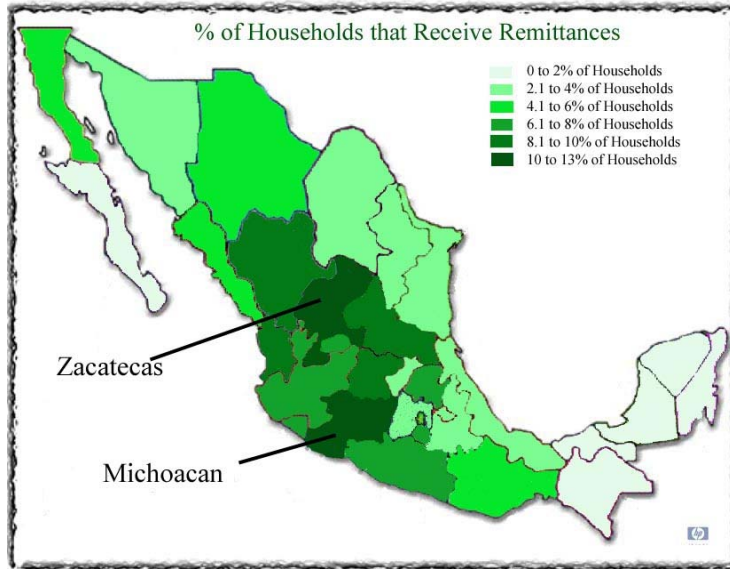 % of Households that Receive Remittances
0 to 2% of Households
2.1 to 4% of Households
4.1 to 6% of Households
6.1 to 8% of Households
8.1 to 10% of Households
10 to 13% of Households
Zacatecas
Michoacan
hp